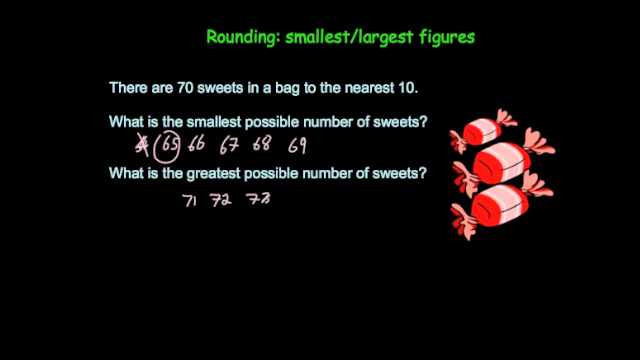 Rounding: smallest/largest figures
There are 70 sweets in a bag to the nearest 10.
What is the smallest possible number of sweets?
65 66 67 68 69
What is the greatest possible number of sweets?
71 72 73